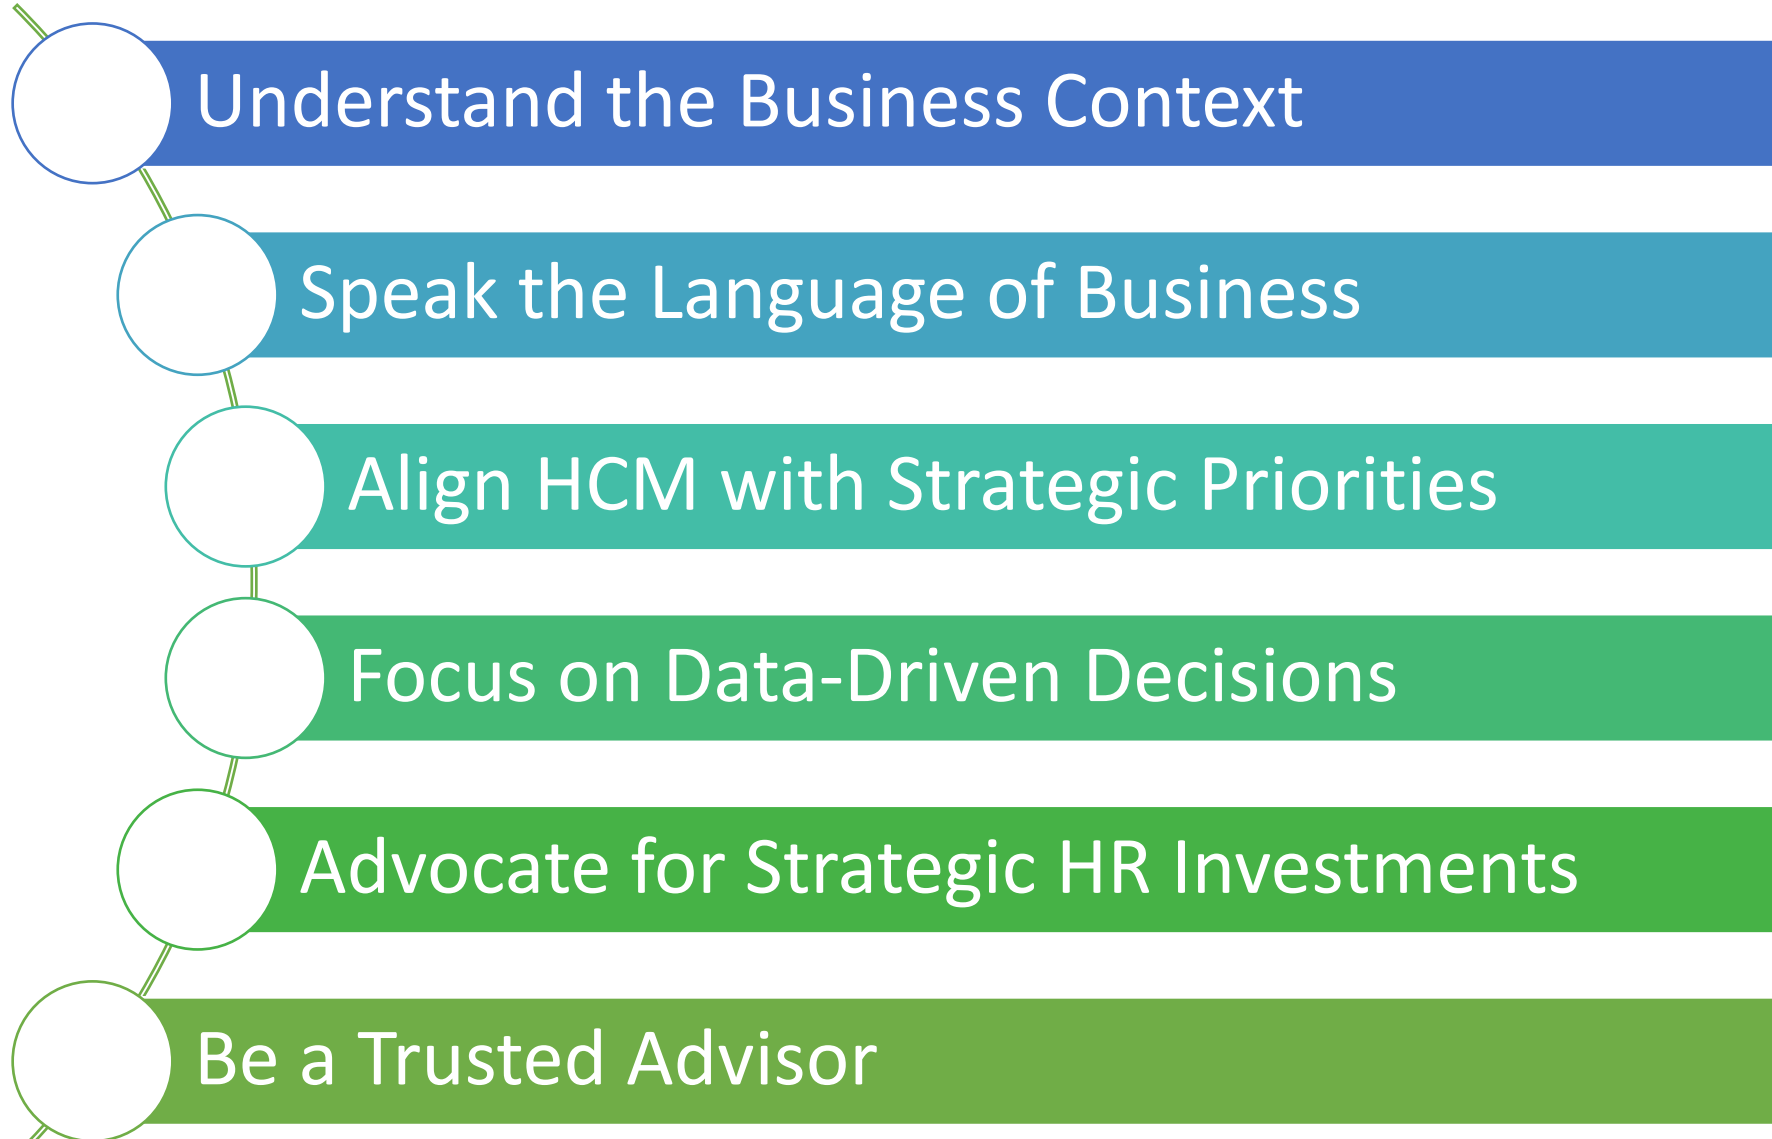 Understand the Business Context
Speak the Language of Business
Align HCM with Strategic Priorities
Focus on Data-Driven Decisions
Advocate for Strategic HR Investments
Be a Trusted Advisor